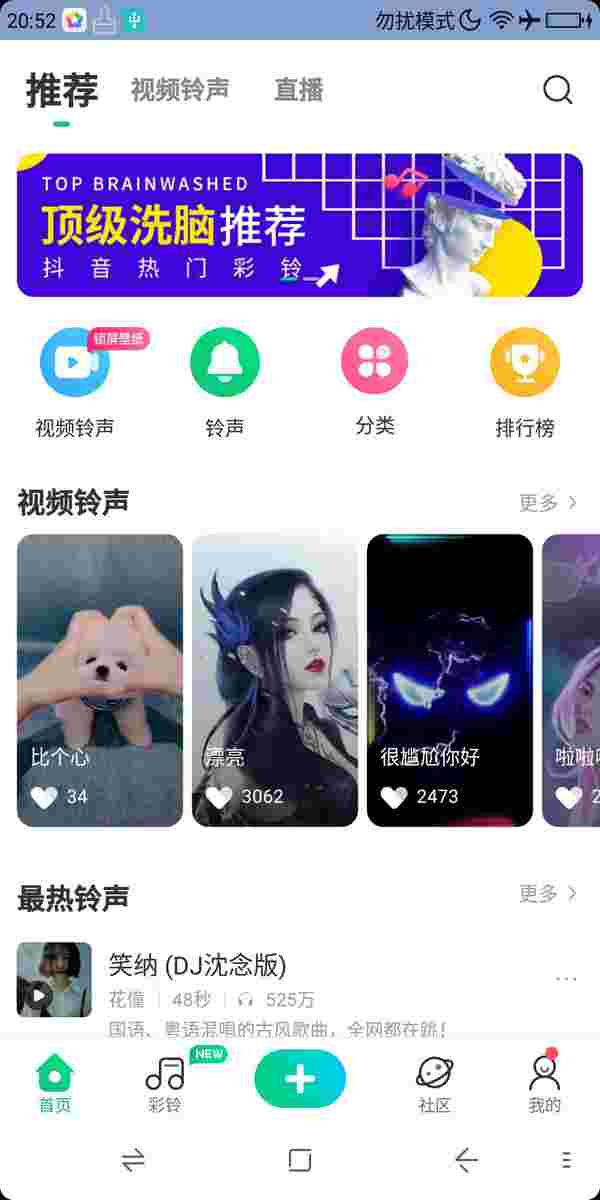 20:52
勿扰模式
推荐
视频铃声
直播
TOP BRAINWASHED
顶级洗脑推荐
抖音热门彩铃
锁屏壁纸
视频铃声
铃声
分类
排行榜
视频铃声
更多
比个心
34
漂亮
3062
很尴尬你好
2473
啦啦
2
最热铃声
更多
笑纳 (DJ沈念版)
花僮 48秒 525万
国语、粤语混唱的古风歌曲，全网都在跳！
首页
NEW
彩铃
社区
我的